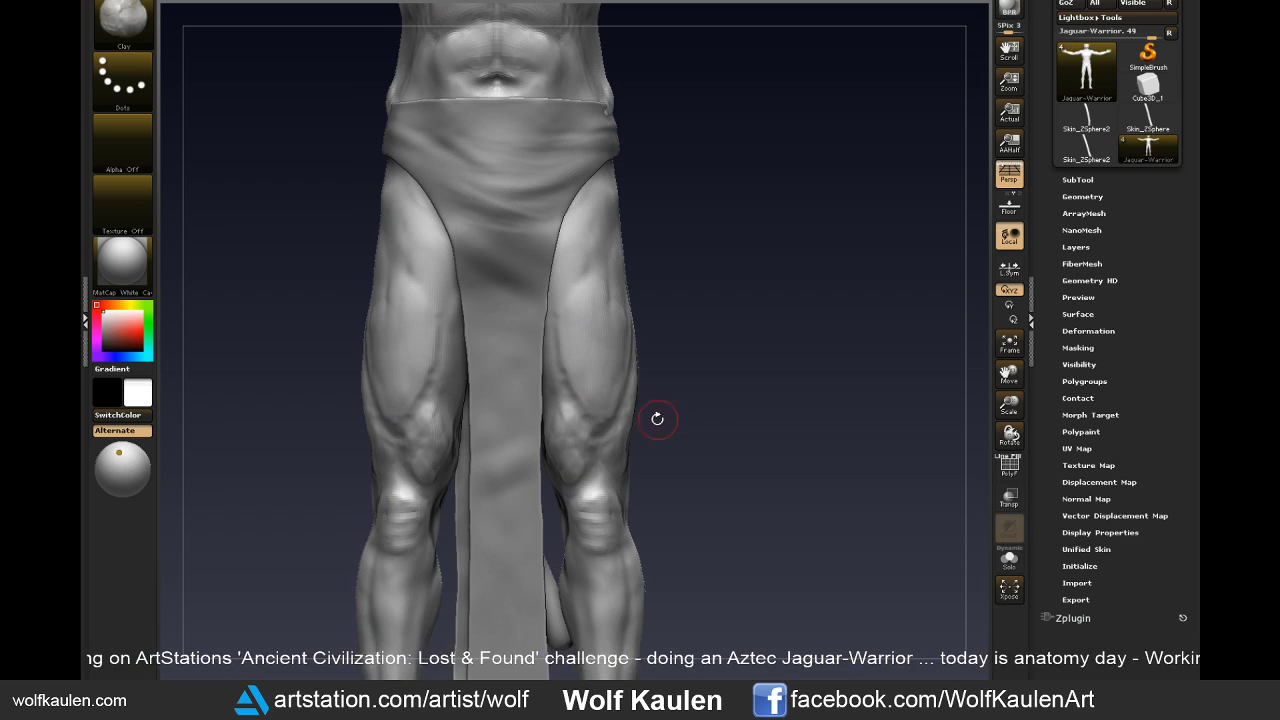 Clay
Dots
Alpha Off
Texture Off
MatCap White Ca
Gradient
SwitchColor
Alternate
BPR
SPix 3
Scroll
Zoom
Actual
AAHalf
Persp
Floor
Local
L.Sym
XYZ
Frame
Move
Scale
Rotate
Line Fill
PolyF
Transp
Dynamic
Solo
Xpose
GoZ All Visible R
Lightbox▸Tools
Jaguar-Warrior. 49 R
4
Jaguar-Warrior
SimpleBrush
Cube3D_1
Skin_ZSphere2 Skin_ZSphere
4
Skin_ZSphere2 Jaguar-Warrior
SubTool
Geometry
ArrayMesh
NanoMesh
Layers
FiberMesh
Geometry HD
Preview
Surface
Deformation
Masking
Visibility
Polygroups
Contact
Morph Target
Polypaint
UV Map
Texture Map
Displacement Map
Normal Map
Vector Displacement Map
Display Properties
Unified Skin
Initialize
Import
Export
Zplugin
ng on ArtStations 'Ancient Civilization: Lost & Found' challenge - doing an Aztec Jaguar-Warrior ... today is anatomy day - Workin
wolfkaulen.com artstation.com/artist/wolf Wolf Kaulen facebook.com/WolfKaulenArt